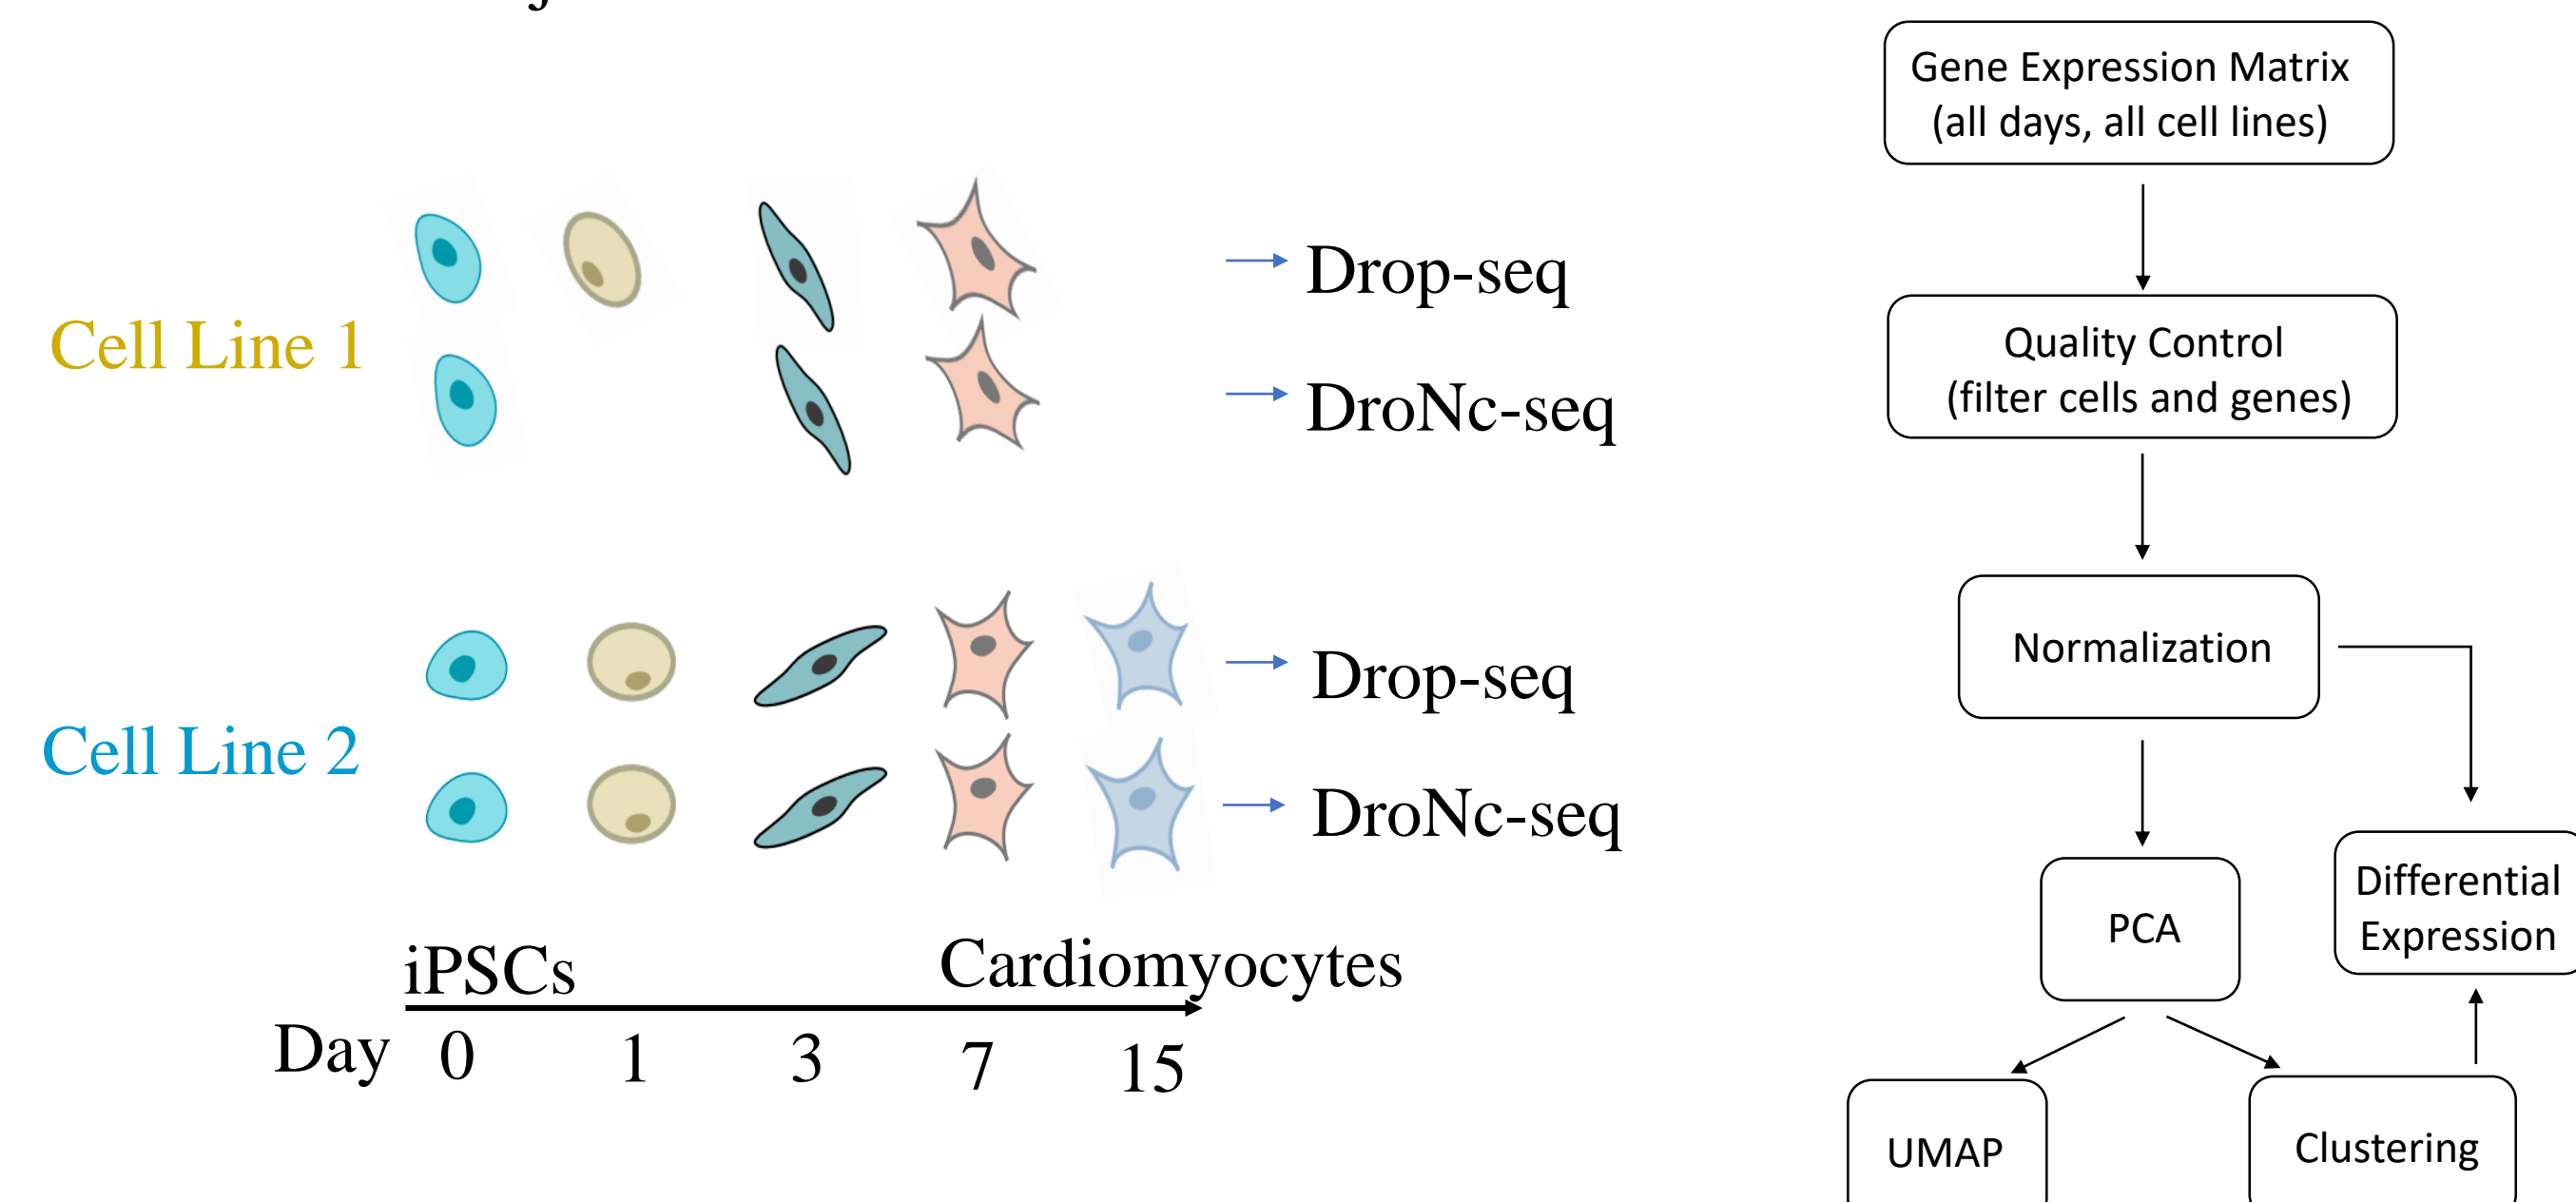 Cell Line 1
Drop-seq
DroNc-seq
Cell Line 2
Drop-seq
DroNc-seq
iPSCs
Cardiomyocytes
Day 0 1 3 7 15
Gene Expression Matrix
(all days, all cell lines)
Quality Control
(filter cells and genes)
Normalization
PCA
Differential
Expression
UMAP
Clustering